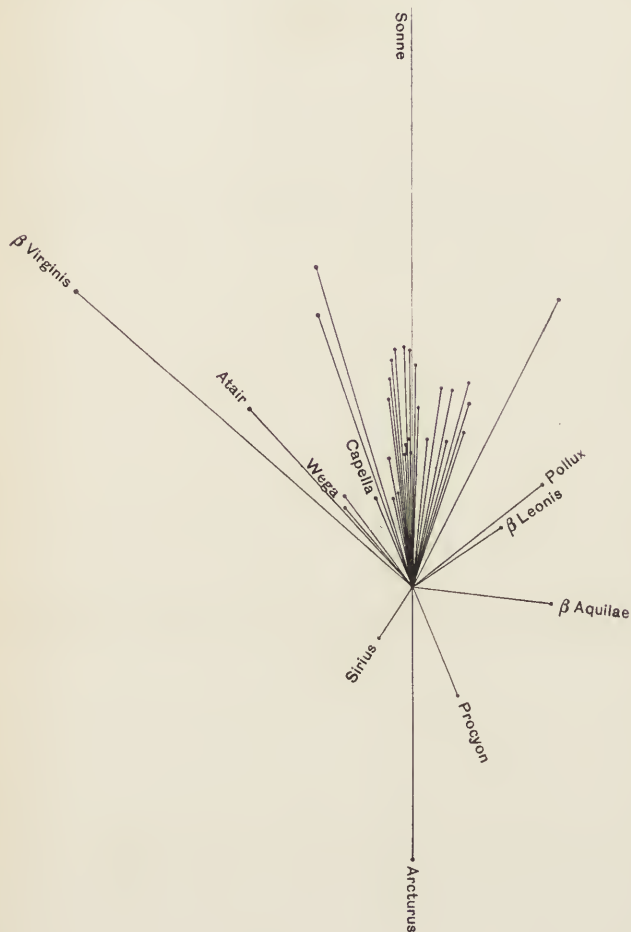 Sonne
β Virginis
Atair
Capella
Wega
Pollux
β Leonis
β Aquilae
Sirius
Procyon
Arcturus